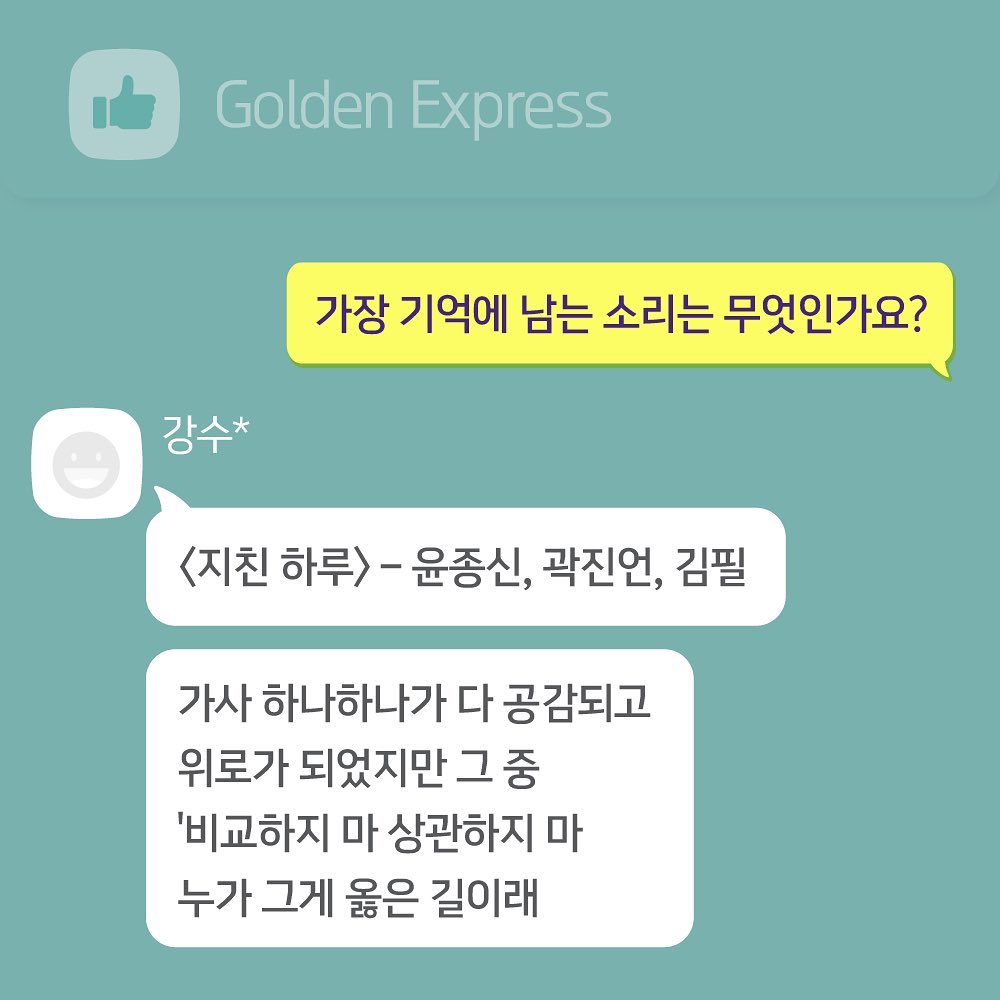 Golden Express
가장 기억에 남는 소리는 무엇인가요?
강수*
〈지친 하루〉 – 윤종신, 곽진언, 김필
가사 하나하나가 다 공감되고
위로가 되었지만 그 중
'비교하지 마 상관하지 마
누가 그게 옳은 길이래